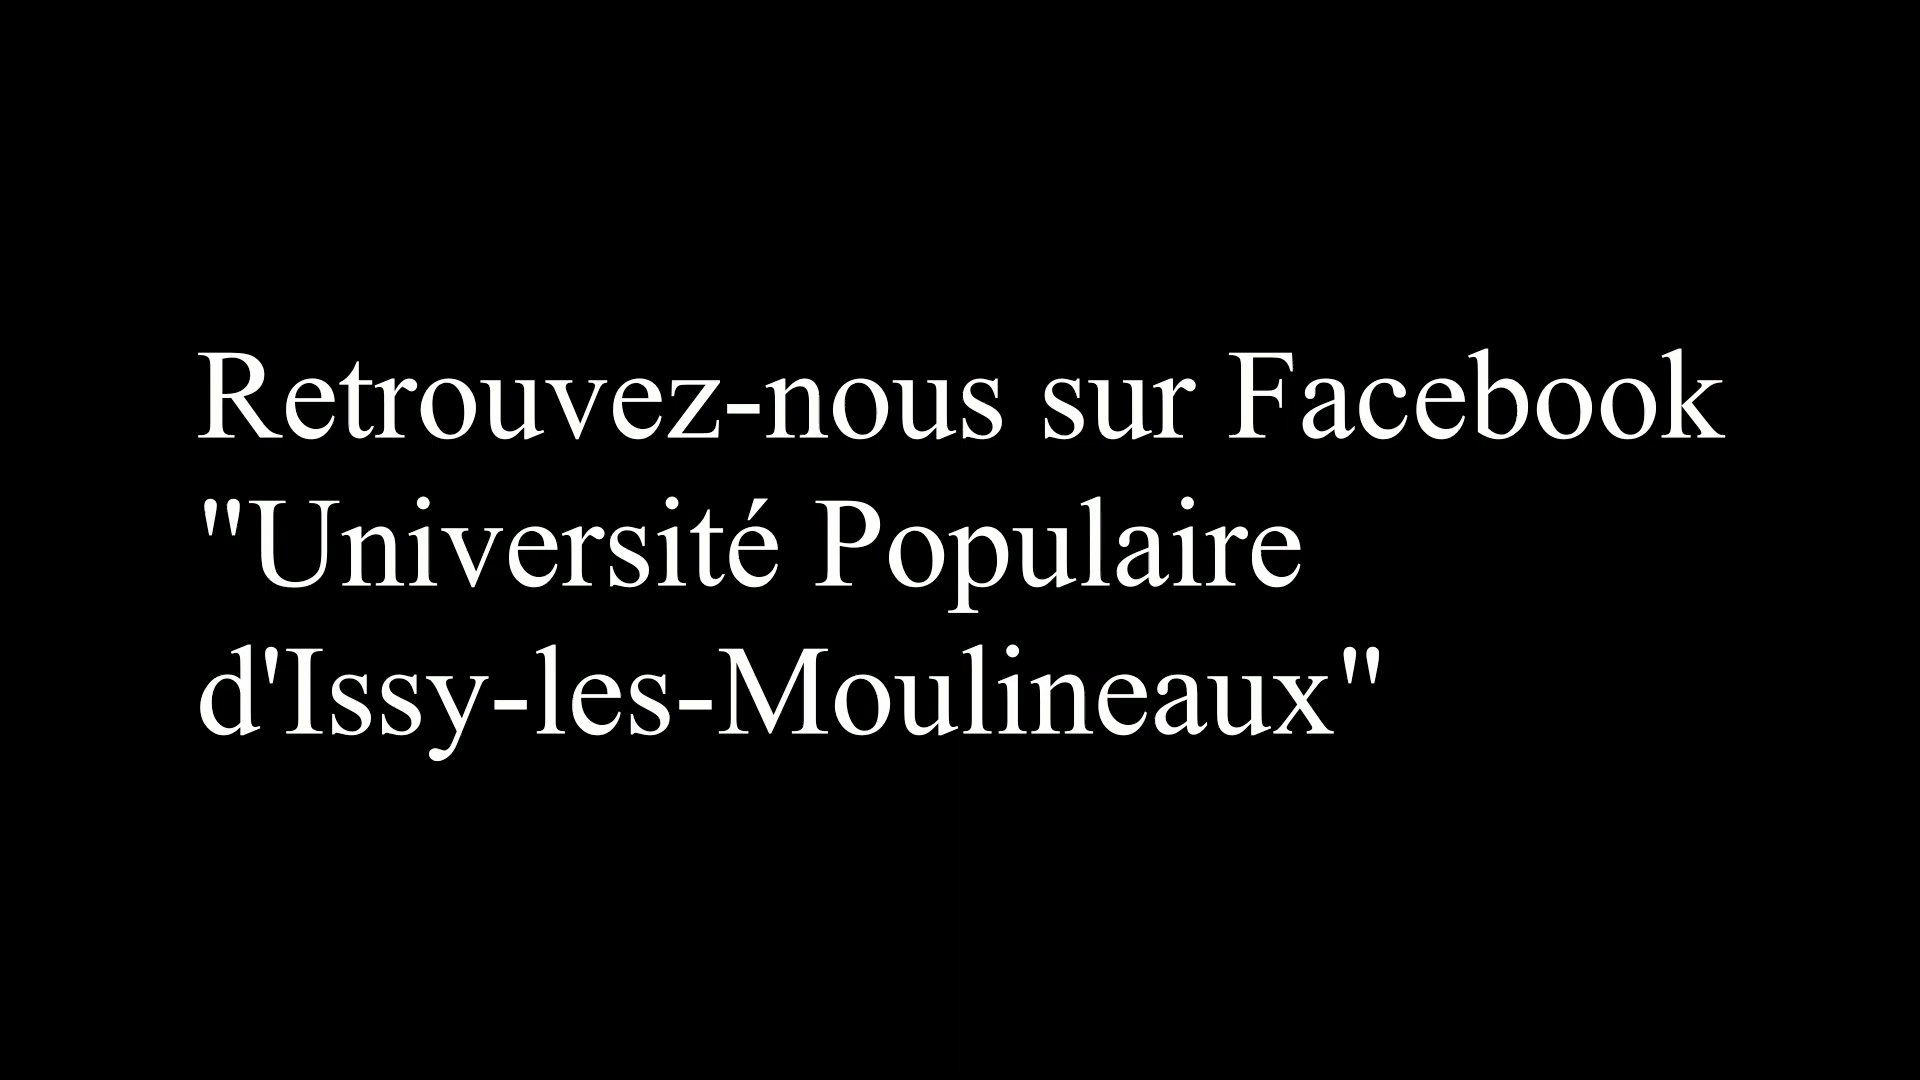 Retrouvez-nous sur Facebook
"Université Populaire
d'Issy-les-Moulineaux"